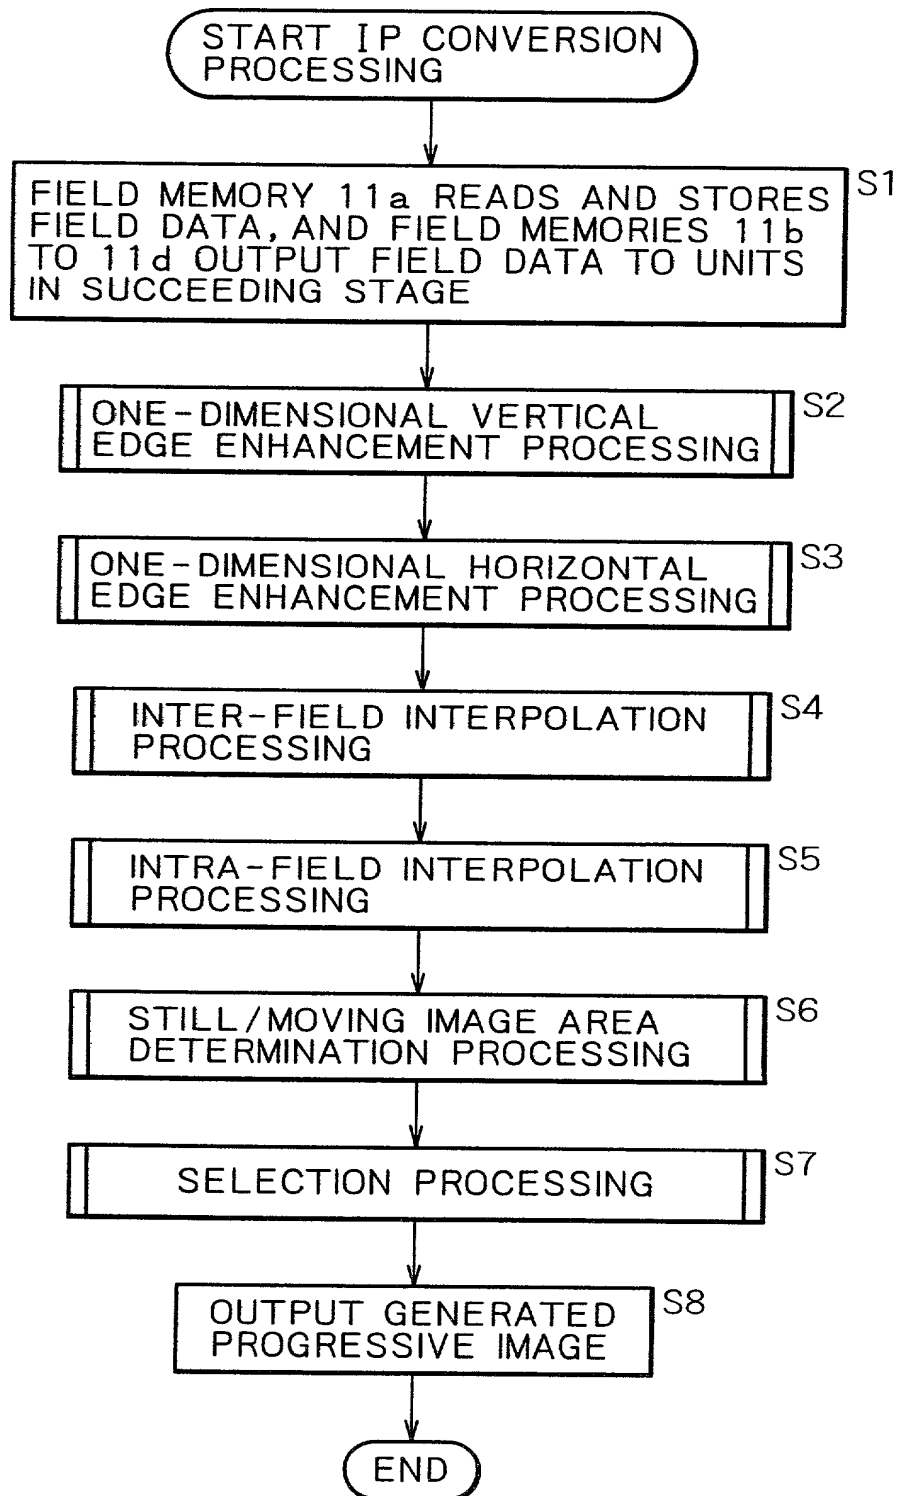 START IP CONVERSION
PROCESSING
S1
FIELD MEMORY 11a READS AND STORES
FIELD DATA, AND FIELD MEMORIES 11b
TO 11d OUTPUT FIELD DATA TO UNITS
IN SUCCEEDING STAGE
S2
ONE-DIMENSIONAL VERTICAL
EDGE ENHANCEMENT PROCESSING
S3
ONE-DIMENSIONAL HORIZONTAL
EDGE ENHANCEMENT PROCESSING
S4
INTER-FIELD INTERPOLATION
PROCESSING
S5
INTRA-FIELD INTERPOLATION
PROCESSING
S6
STILL/MOVING IMAGE AREA
DETERMINATION PROCESSING
S7
SELECTION PROCESSING
S8
OUTPUT GENERATED
PROGRESSIVE IMAGE
END